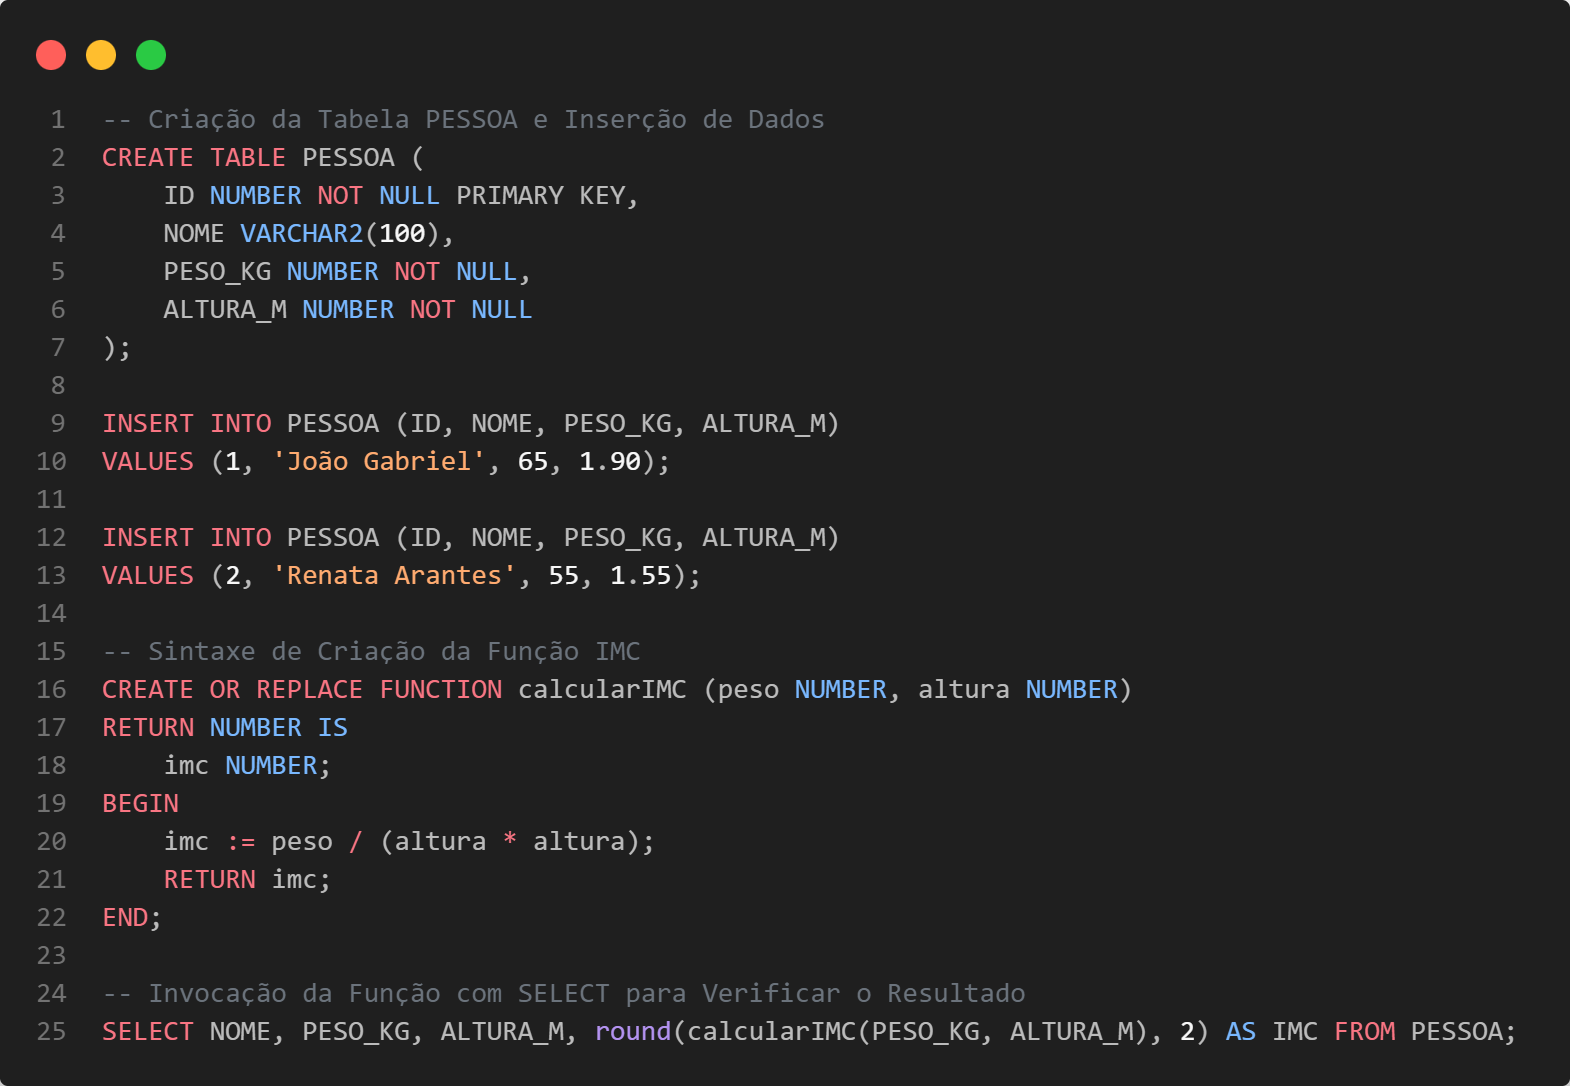 1 -- Criação da Tabela PESSOA e Inserção de Dados
2 CREATE TABLE PESSOA (
3     ID NUMBER NOT NULL PRIMARY KEY,
4     NOME VARCHAR2(100),
5     PESO_KG NUMBER NOT NULL,
6     ALTURA_M NUMBER NOT NULL
7 );
8
9 INSERT INTO PESSOA (ID, NOME, PESO_KG, ALTURA_M)
10 VALUES (1, 'João Gabriel', 65, 1.90);
11
12 INSERT INTO PESSOA (ID, NOME, PESO_KG, ALTURA_M)
13 VALUES (2, 'Renata Arantes', 55, 1.55);
14
15 -- Sintaxe de Criação da Função IMC
16 CREATE OR REPLACE FUNCTION calcularIMC (peso NUMBER, altura NUMBER)
17 RETURN NUMBER IS
18     imc NUMBER;
19 BEGIN
20     imc := peso / (altura * altura);
21     RETURN imc;
22 END;
23
24 -- Invocação da Função com SELECT para Verificar o Resultado
25 SELECT NOME, PESO_KG, ALTURA_M, round(calcularIMC(PESO_KG, ALTURA_M), 2) AS IMC FROM PESSOA;